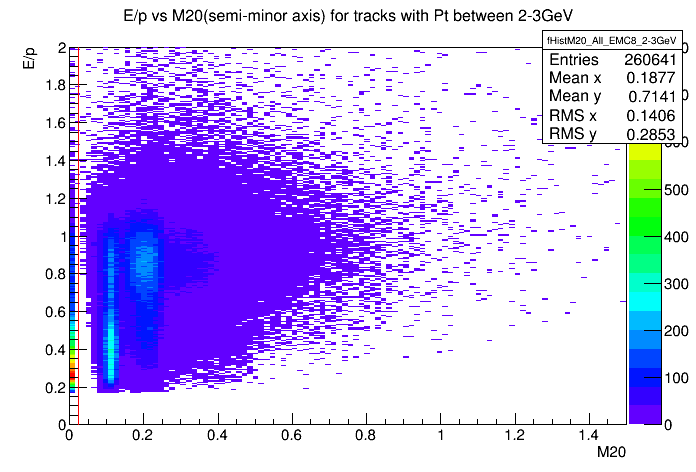 E/p vs M20(semi-minor axis) for tracks with Pt between 2-3GeV
fHistM20_All_EMC8_2-3GeV
Entries 260641
Mean x 0.1877
Mean y 0.7141
RMS x 0.1406
RMS y 0.2853
E/p
2
1.8
1.6
1.4
1.2
1
0.8
0.6
0.4
0.2
0
0 0.2 0.4 0.6 0.8 1 1.2 1.4
M20
500
400
300
200
100
0